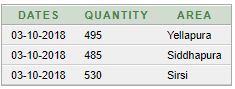 DATES QUANTITY AREA
03-10-2018 495 Yellapura
03-10-2018 485 Siddhapura
03-10-2018 530 Sirsi